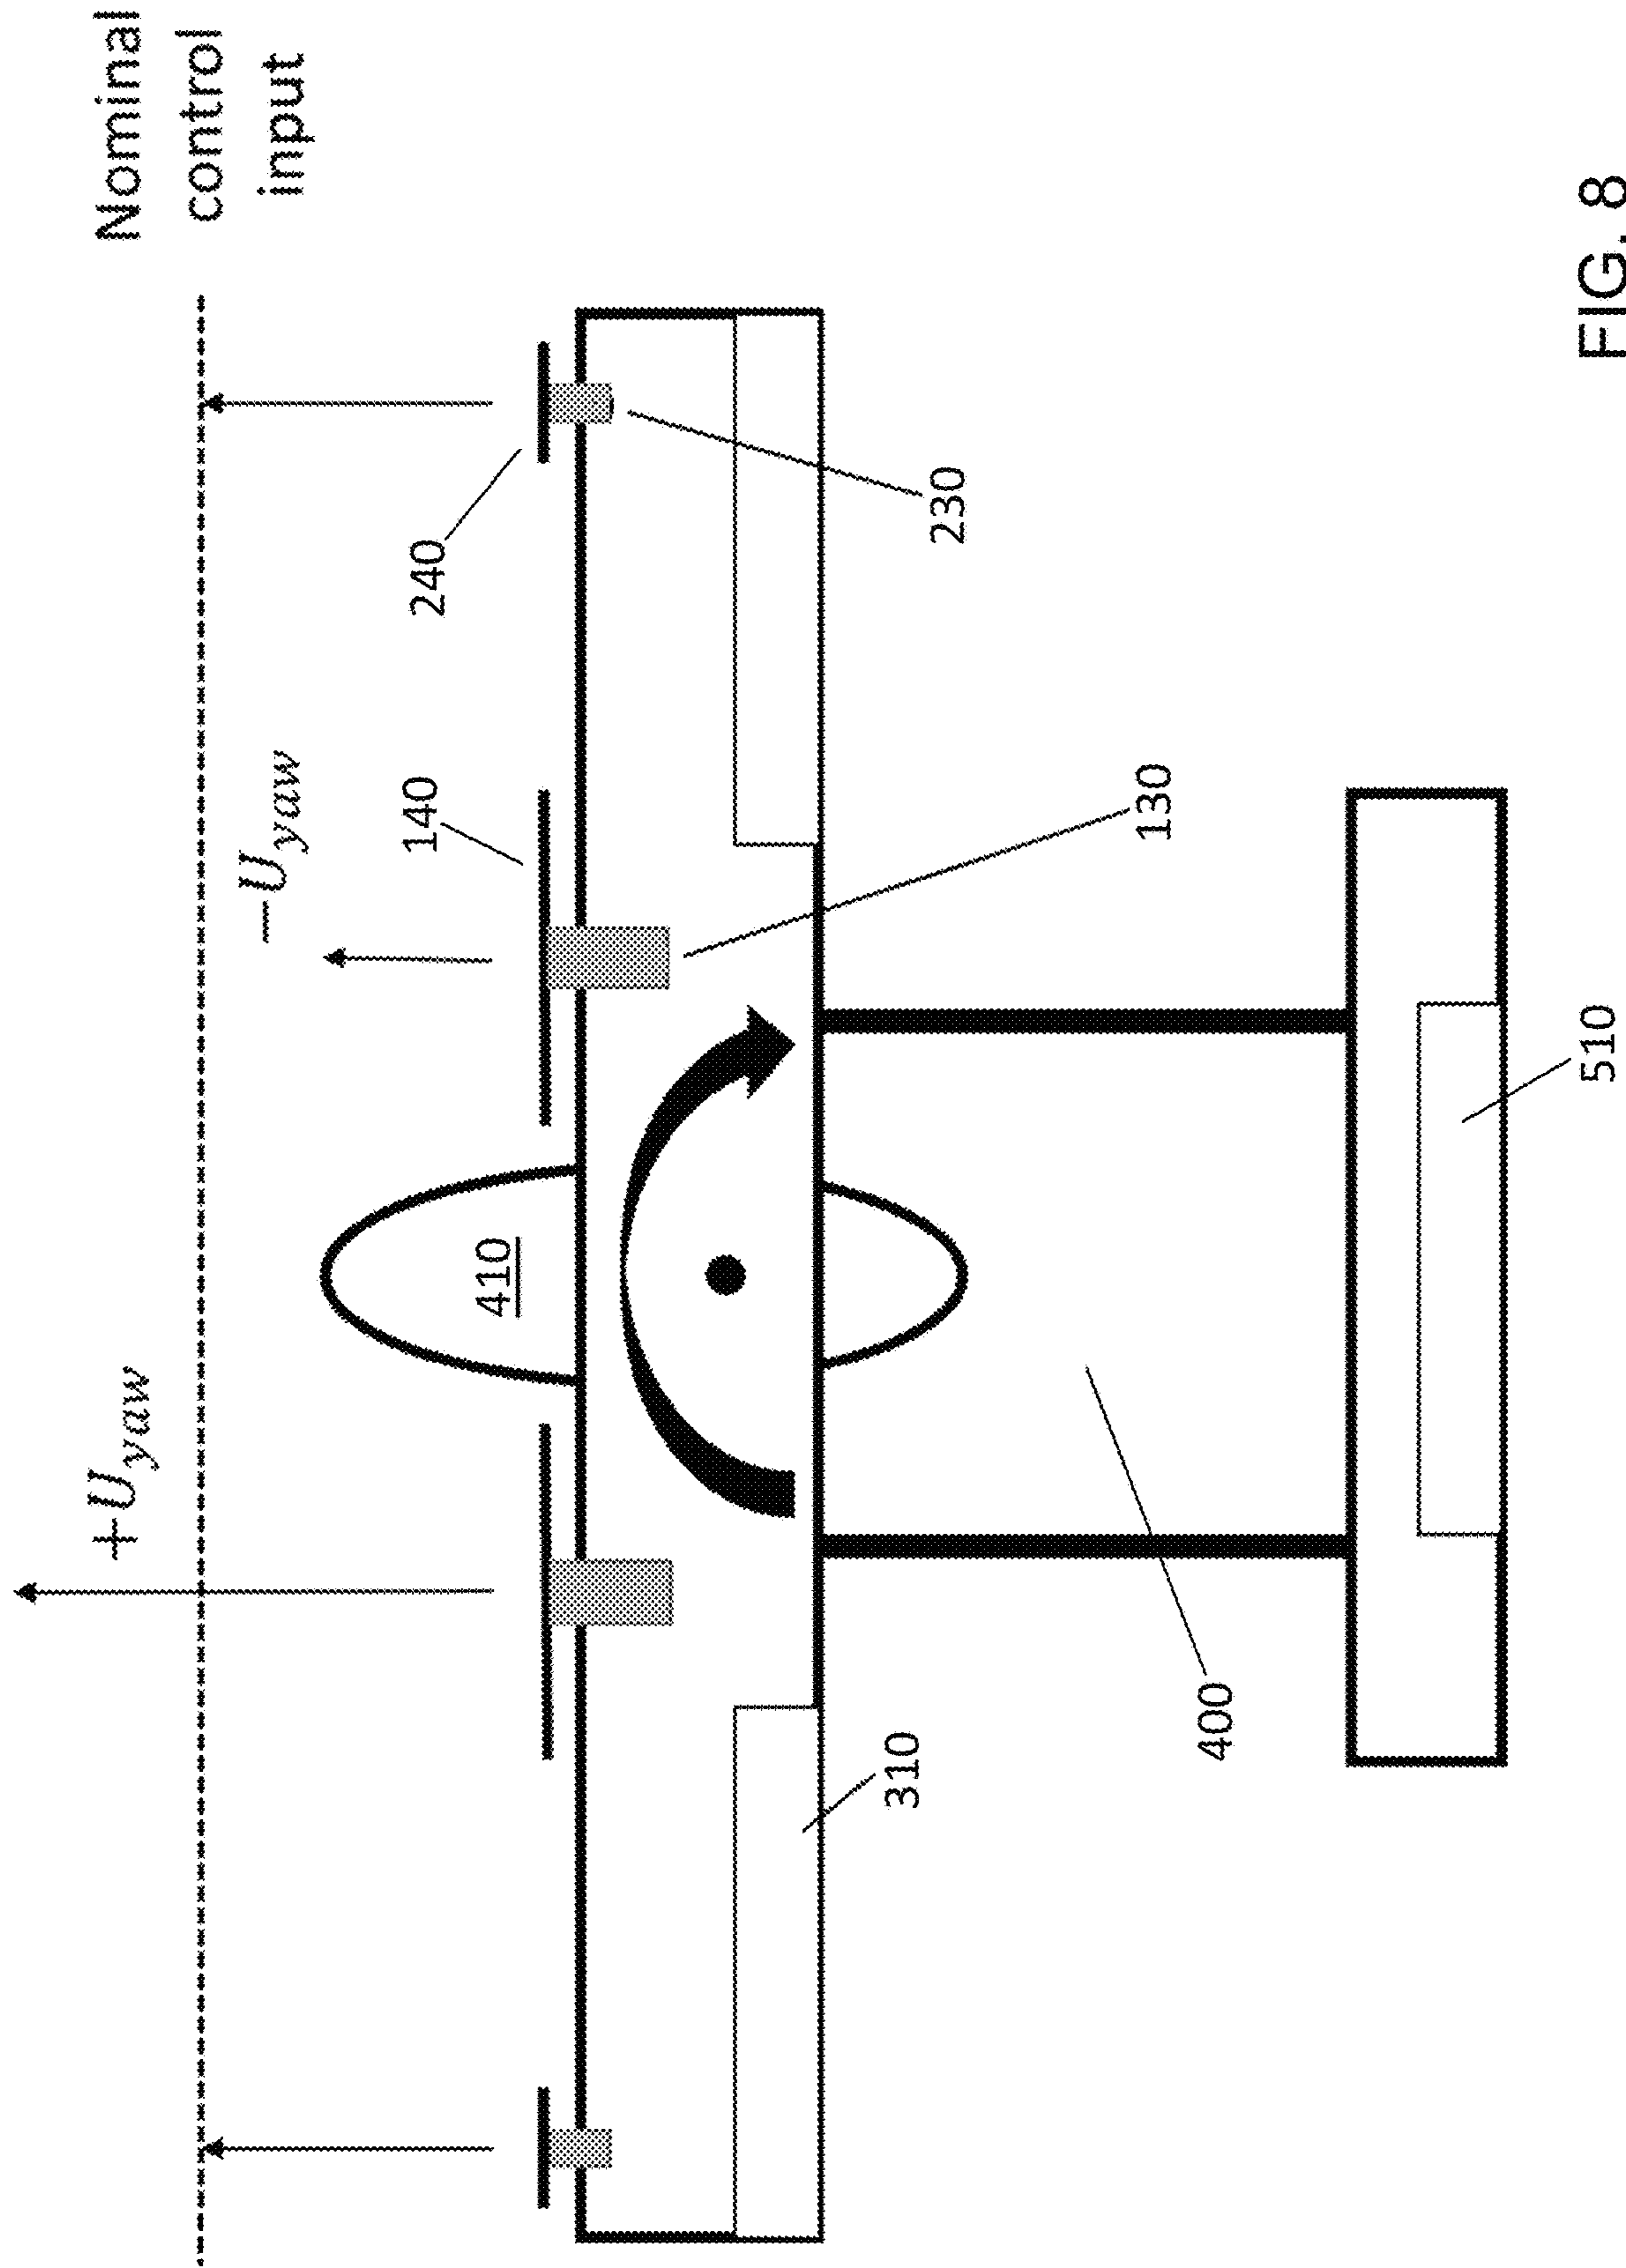 Nominal
control
input
+U_yaw
−U_yaw
240
140
410
230
130
310
400
510
FIG. 8